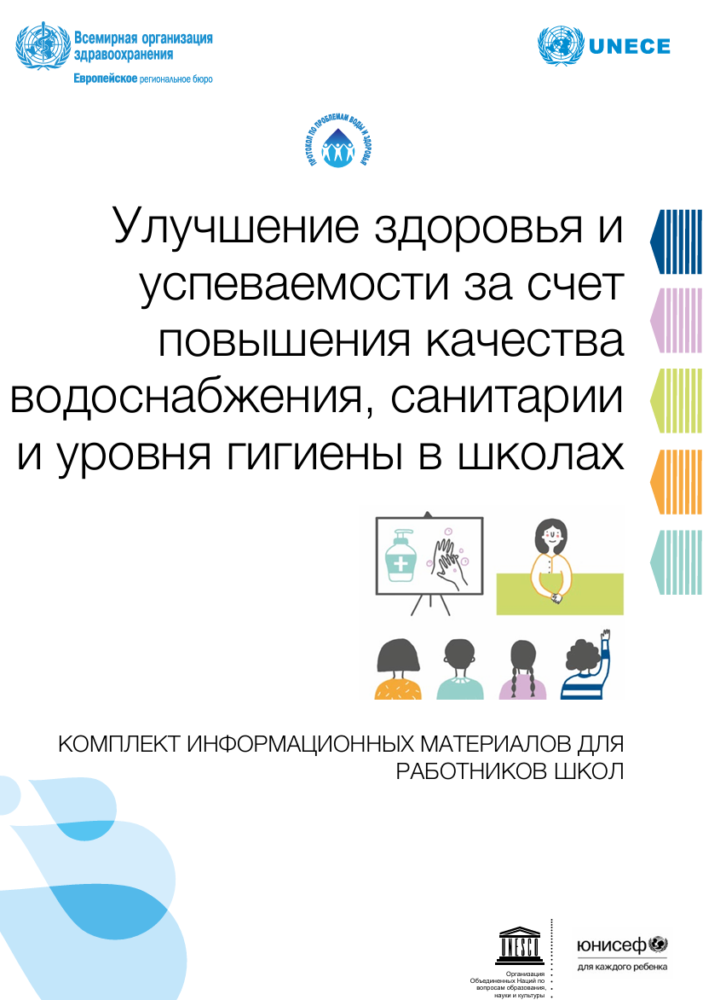 Всемирная организация
здравоохранения
Европейское региональное бюро
UNECE
ПРОТОКОЛ ПО ПРОБЛЕМАМ ВОДЫ И ЗДОРОВЬЯ
Улучшение здоровья и
успеваемости за счет
повышения качества
водоснабжения, санитарии
и уровня гигиены в школах
КОМПЛЕКТ ИНФОРМАЦИОННЫХ МАТЕРИАЛОВ ДЛЯ
РАБОТНИКОВ ШКОЛ
UNESCO
Организация
Объединенных Наций по
вопросам образования,
науки и культуры
юнисеф
для каждого ребенка